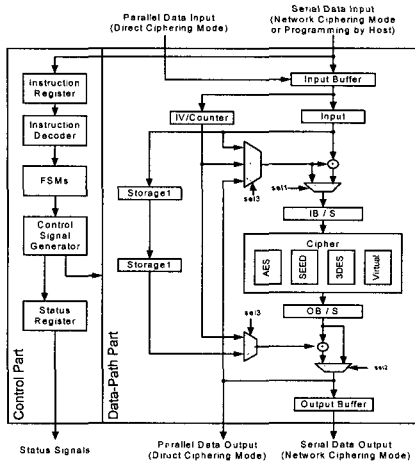 Parallel Data Input
(Direct Ciphering Mode)
Serial Data Input
(Network Ciphering Mode
or Programming by Host)
Instruction
Register
Instruction
Decoder
FSMs
Control
Signal
Generator
Status
Register
Control Part
Data-Path Part
Input Buffer
IV/Counter
Input
Storage1
Storage1
sel3
sel1
IB / S
Cipher
AES
SEED
3DES
Virtual
OB / S
sel3
sel2
Output Buffer
Status Signals
Parallel Data Output
(Direct Ciphering Mode)
Serial Data Output
(Network Ciphering Mode)